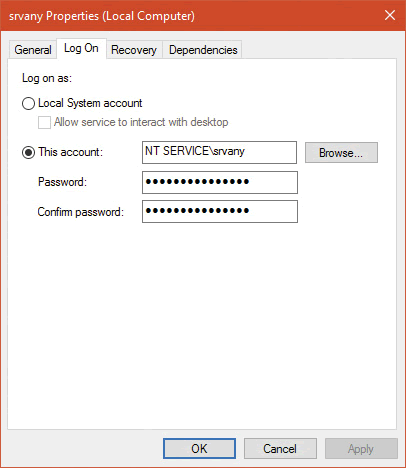 srvany Properties (Local Computer)
General Log On Recovery Dependencies
Log on as:
Local System account
Allow service to interact with desktop
This account: NT SERVICE\srvany Browse...
Password: •••••••••••••••
Confirm password: •••••••••••••••
OK Cancel Apply